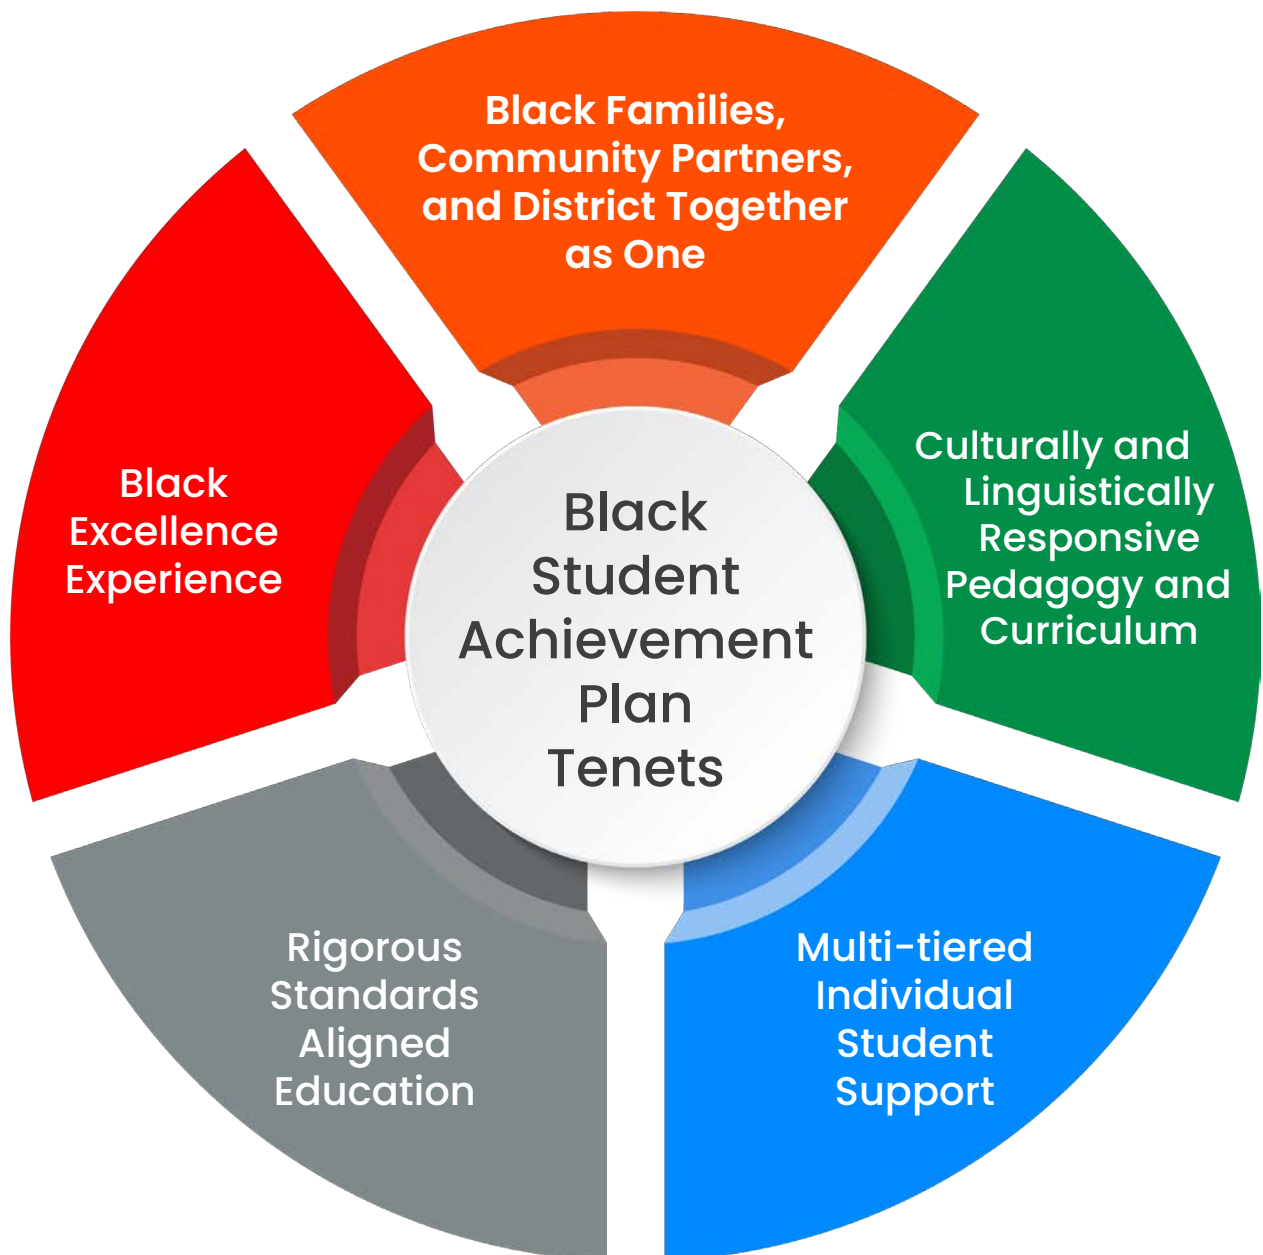 Black Families,
Community Partners,
and District Together
as One
Culturally and
Linguistically
Responsive
Pedagogy and
Curriculum
Multi-tiered
Individual
Student
Support
Rigorous
Standards
Aligned
Education
Black
Excellence
Experience
Black
Student
Achievement
Plan
Tenets